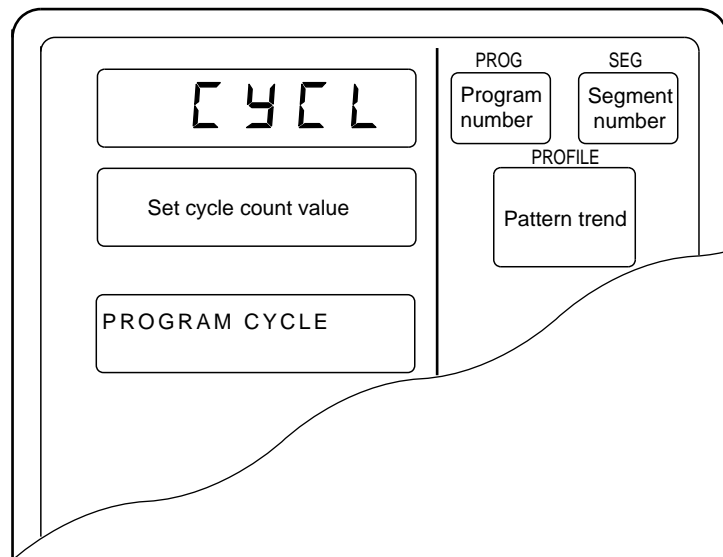 CYCL
Set cycle count value
PROGRAM CYCLE
PROG
SEG
Program
number
Segment
number
PROFILE
Pattern trend